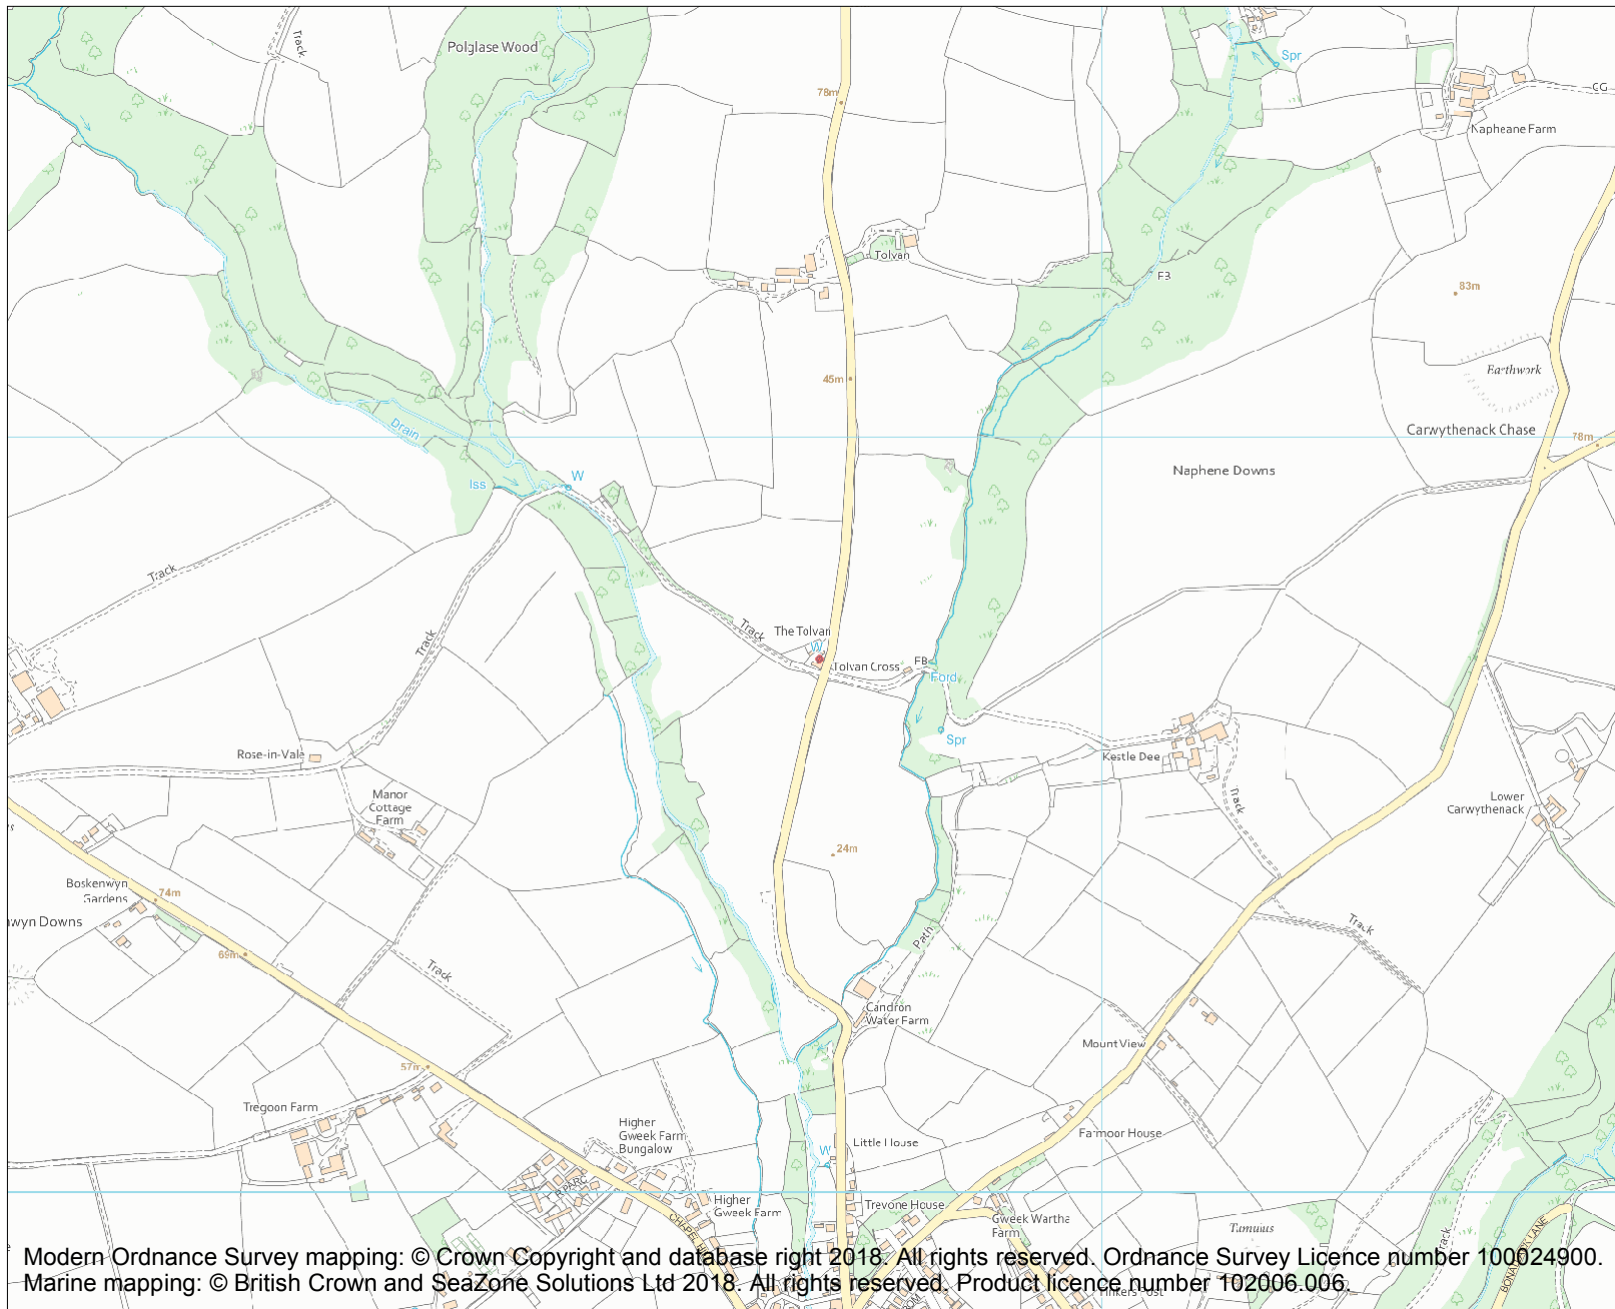 Track
Polglase Wood
Spr
78m
CG
Napheane Farm
Tolvan
83m
45m
Earthwork
Carwythenack Chase
78m
Drain
Naphene Downs
Iss
W
Track
Track
Track
The Tolvan
W
Tolvan Cross
FB
Ford
Spr
Rose-in-Vale
Kestle Dee
Manor
Cottage
Farm
Track
Lower
Carwythenack
24m
Boskenwyn
Gardens
74m
nwyn Downs
69m
Track
Path
Track
Candron
Water Farm
Mount View
57m
Tregoon Farm
Higher
Gweek Farm
Bungalow
Little House
W
Farmoor House
Higher
Gweek Farm
Trevone House
Gweek Wartha
Farm
Tumulus
Track
Modern Ordnance Survey mapping: © Crown Copyright and database right 2018. All rights reserved. Ordnance Survey Licence number 100024900.
Marine mapping: © British Crown and SeaZone Solutions Ltd 2018. All rights reserved. Product licence number 102006.006.